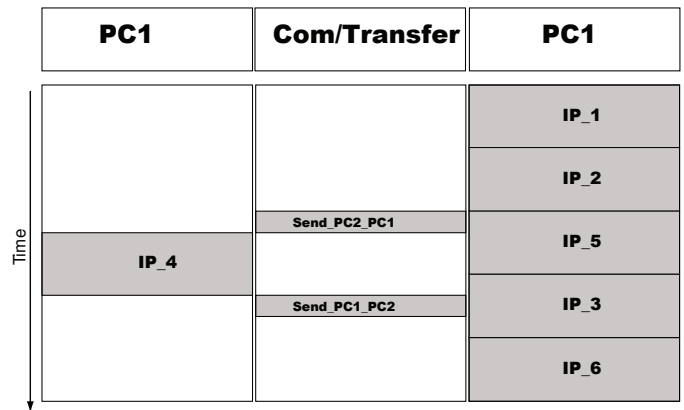 PC1 Com/Transfer PC1
IP_1
IP_2
Send_PC2_PC1
Time
IP_4
IP_5
Send_PC1_PC2
IP_3
IP_6